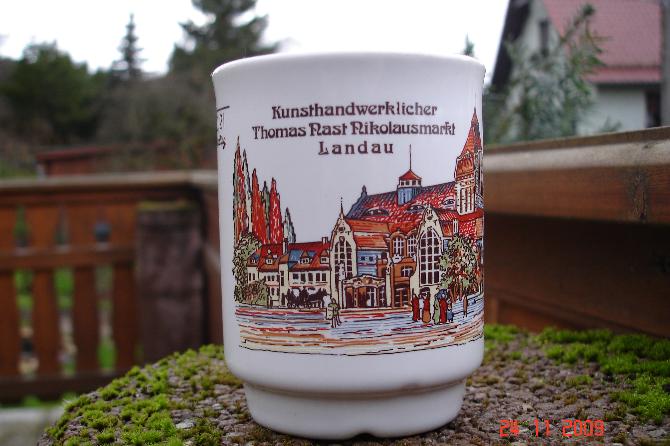 Kunsthandwerklicher
Thomas Nast Nikolausmarkt
Landau
24 11 2009